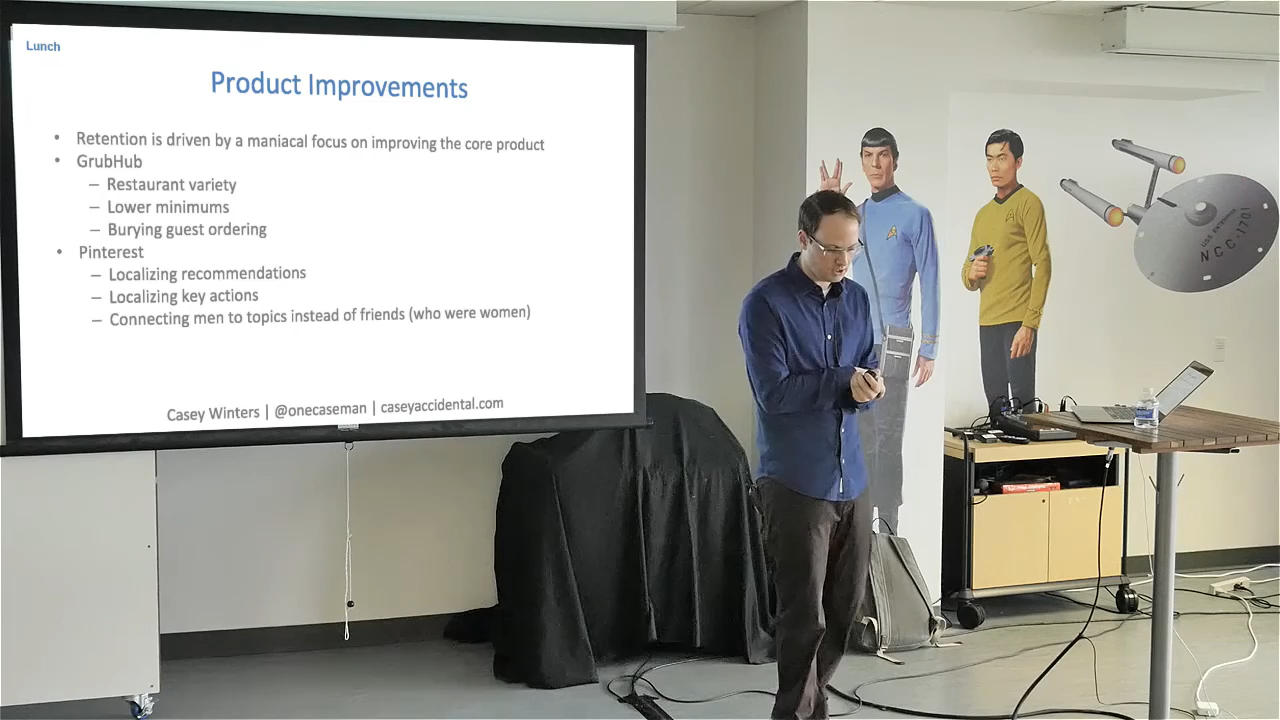 Lunch
Product Improvements
• Retention is driven by a maniacal focus on improving the core product
• GrubHub
– Restaurant variety
– Lower minimums
– Burying guest ordering
• Pinterest
– Localizing recommendations
– Localizing key actions
– Connecting men to topics instead of friends (who were women)
Casey Winters | @onecaseman | caseyaccidental.com
U.S.S. ENTERPRISE
NCC-1701